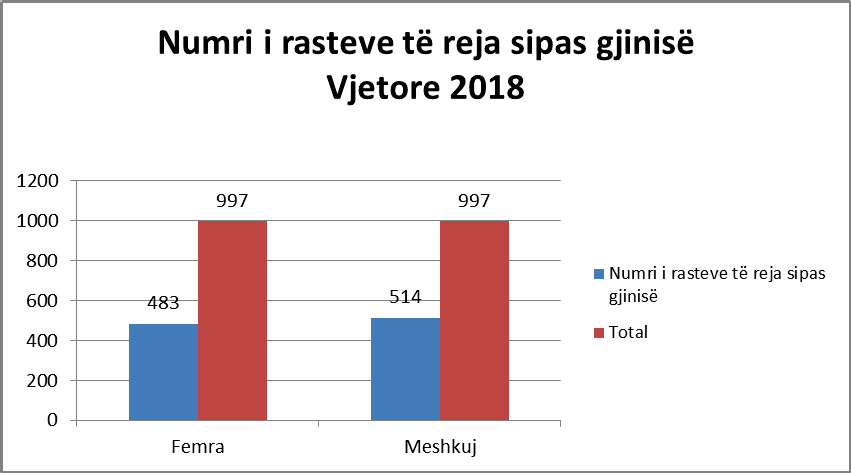 Numri i rasteve të reja sipas gjinisë
Vjetore 2018
1200
1000
800
600
400
200
0
483
997
514
997
Femra
Meshkuj
Numri i rasteve të reja sipas
gjinisë
Total